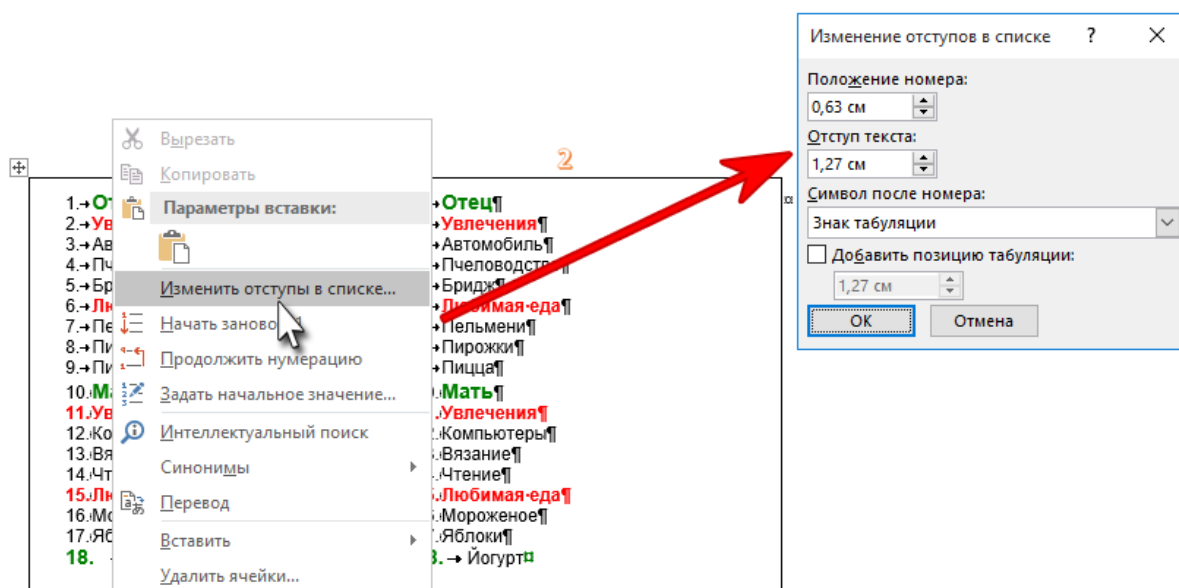 Изменение отступов в списке ?
Положение номера:
0,63 см
Отступ текста:
1,27 см
Символ после номера:
Знак табуляции
Добавить позицию табуляции:
1,27 см
ОК Отмена
2
Вырезать
Копировать
Параметры вставки:
Изменить отступы в списке...
Начать заново
Продолжить нумерацию
Задать начальное значение...
Интеллектуальный поиск
Синонимы
Перевод
Вставить
Удалить ячейки...
1.→
2.→
3.→
4.→
5.→
6.→
7.→
8.→
9.→
10.
11.
12.
13.
14.
15.
16.
17.
18.
→Отец¶
→Увлечения¶
→Автомобиль¶
→Пчеловодство¶
→Бридж¶
→Любимая·еда¶
→Пельмени¶
→Пирожки¶
→Пицца¶
Мать¶
Увлечения¶
Компьютеры¶
Вязание¶
Чтение¶
Любимая·еда¶
Мороженое¶
Яблоки¶
→ Йогурт¤